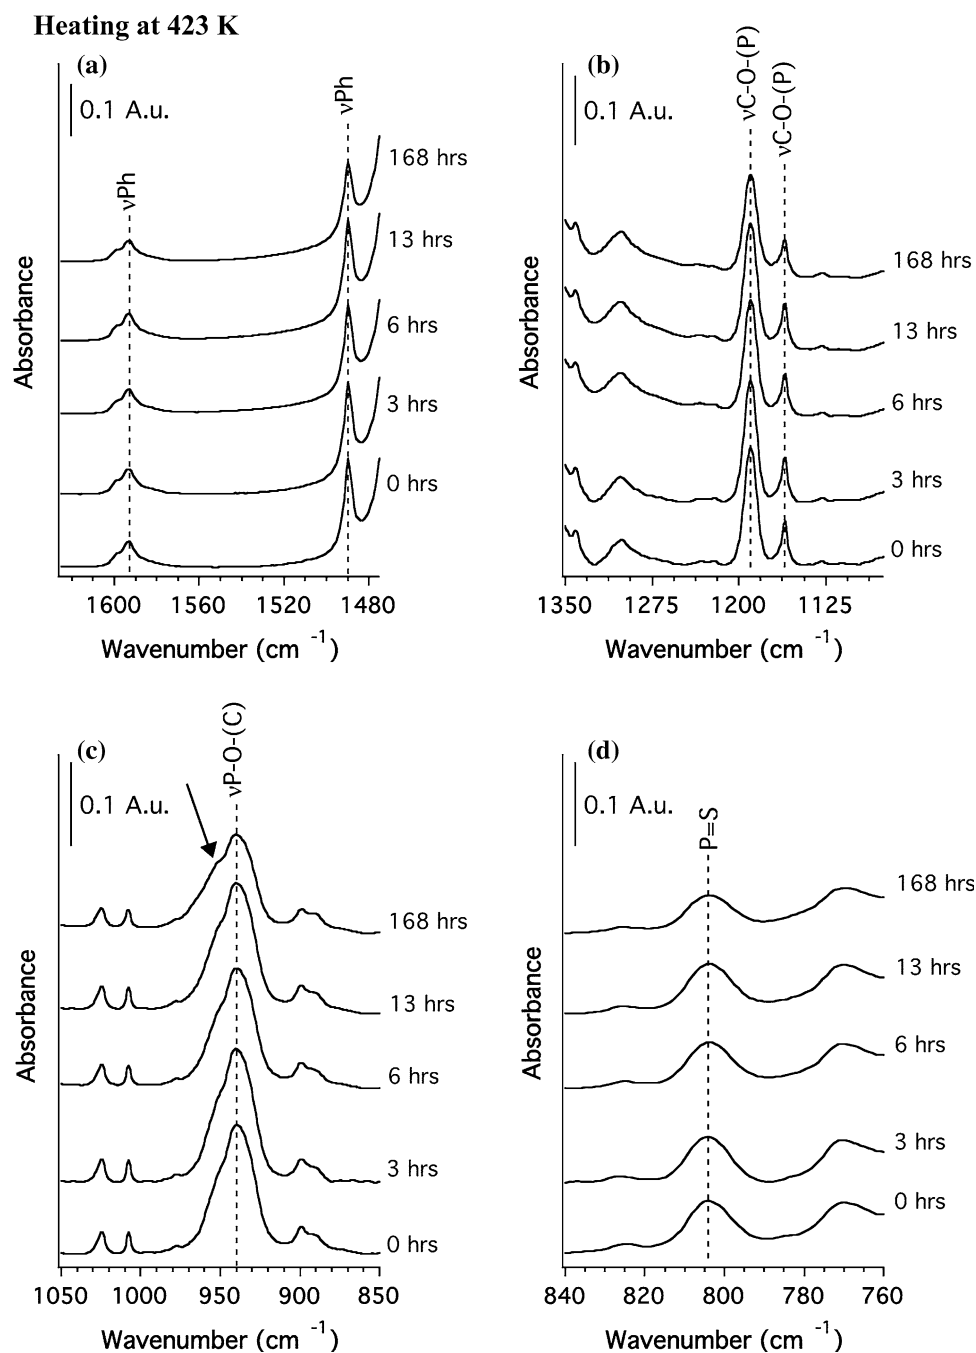 Heating at 423 K
(a)
0.1 A.u.
νPh
νPh
168 hrs
13 hrs
6 hrs
3 hrs
0 hrs
Absorbance
1600 1560 1520 1480
Wavenumber (cm -1)
(b)
0.1 A.u.
νC-O-(P)
νC-O-(P)
168 hrs
13 hrs
6 hrs
3 hrs
0 hrs
Absorbance
1350 1275 1200 1125
Wavenumber (cm -1)
(c)
0.1 A.u.
νP-O-(C)
168 hrs
13 hrs
6 hrs
3 hrs
0 hrs
Absorbance
1050 1000 950 900 850
Wavenumber (cm -1)
(d)
0.1 A.u.
P=S
168 hrs
13 hrs
6 hrs
3 hrs
0 hrs
Absorbance
840 820 800 780 760
Wavenumber (cm -1)